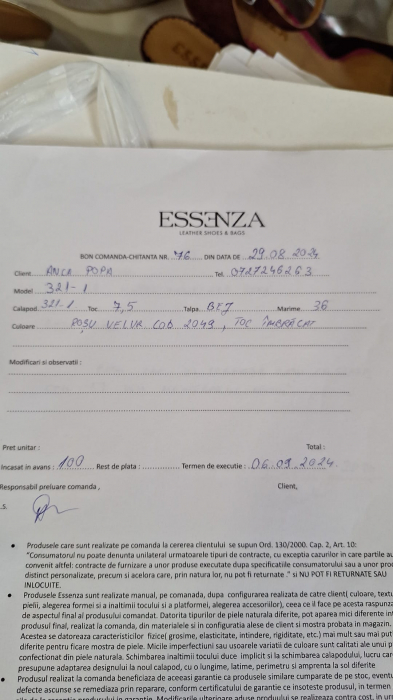 ESSENZA
LEATHER SHOES & BAGS
BON COMANDA-CHITANTA NR. 76 DIN DATA DE 29.08 2024
Client ANCA POPA Tel. 0727246263
Model 321-1
Calapod 321-1 Toc 7,5 Talpa BEJ Marime 36
Culoare ROȘU VELUR COD 2049, TOC ÎMBRĂCAT
Modificari si observatii :
Pret unitar : Total:
Incasat in avans : 100 Rest de plata : Termen de executie : 06.09.2024.
Responsabil preluare comanda, Client,
S.
• Produsele care sunt realizate pe comanda la cererea clientului se supun Ord. 130/2000, Cap. 2, Art. 10:
"Consumatorul nu poate denunta unilateral urmatoarele tipuri de contracte, cu exceptia cazurilor in care partile au
convenit altfel: contracte de furnizare a unor produse executate dupa specificatiile consumatorului sau a unor pro
distinct personalizate, precum si acelora care, prin natura lor, nu pot fi returnate." SI NU POT FI RETURNATE SAU
INLOCUITE.
• Produsele Essenza sunt realizate manual, pe comanda, dupa configurarea realizata de catre clienti( culoare, textu
pielii, alegerea formei si a inaltimii tocului si a platformei, alegerea accesoriilor), ceea ce il face pe acesta raspunz
de aspectul final al produsului comandat. Datorita tipurilor de piele naturala diferite, pot aparea mici diferente in
produsul final, realizat la comanda, din materialele si in configuratia alese de client si mostra probata in magazin.
Acestea se datoreaza caracteristicilor fizice( grosime, elasticitate, intindere, rigiditate, etc.) mai mult sau mai put
diferite pentru ficare mostra de piele. Micile imperfectiuni sau usoarele variatii de culoare sunt calitati ale unui p
confectionat din piele naturala. Schimbarea inaltimii tocului duce implicit si la schimbarea calapodului, lucru car
presupune adaptarea designului la noul calapod, cu o lungime, latime, perimetru si amprenta la sol diferite
• Produsul realizat la comanda beneficiaza de aceeasi garantie ca produsele similare cumparate de pe stoc, eventu
defecte ascunse se remediaza prin reparare, conform certificatului de garantie ce insoteste produsul, in termen